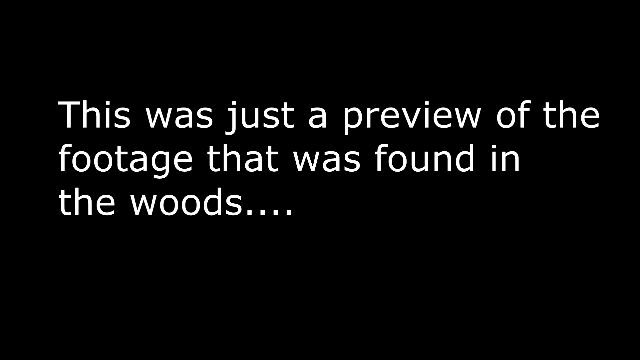 This was just a preview of the
footage that was found in
the woods....